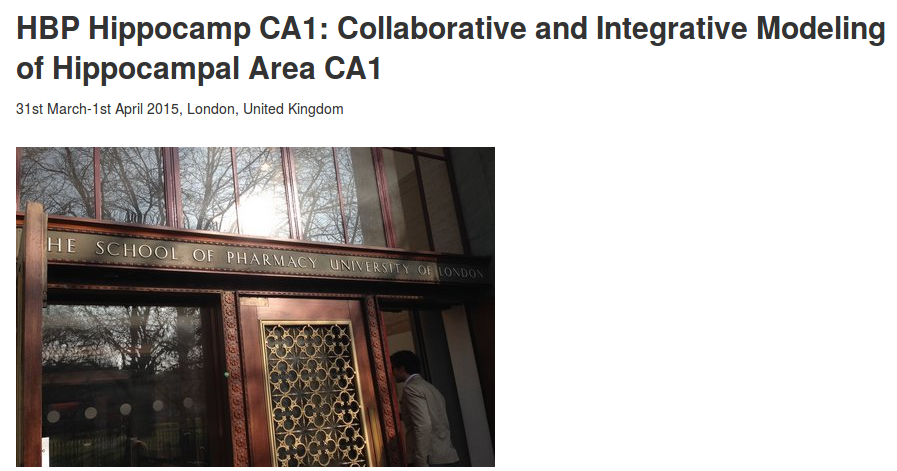 HBP Hippocamp CA1: Collaborative and Integrative Modeling
of Hippocampal Area CA1
31st March-1st April 2015, London, United Kingdom
HE SCHOOL OF PHARMACY UNIVERSITY OF LONDON